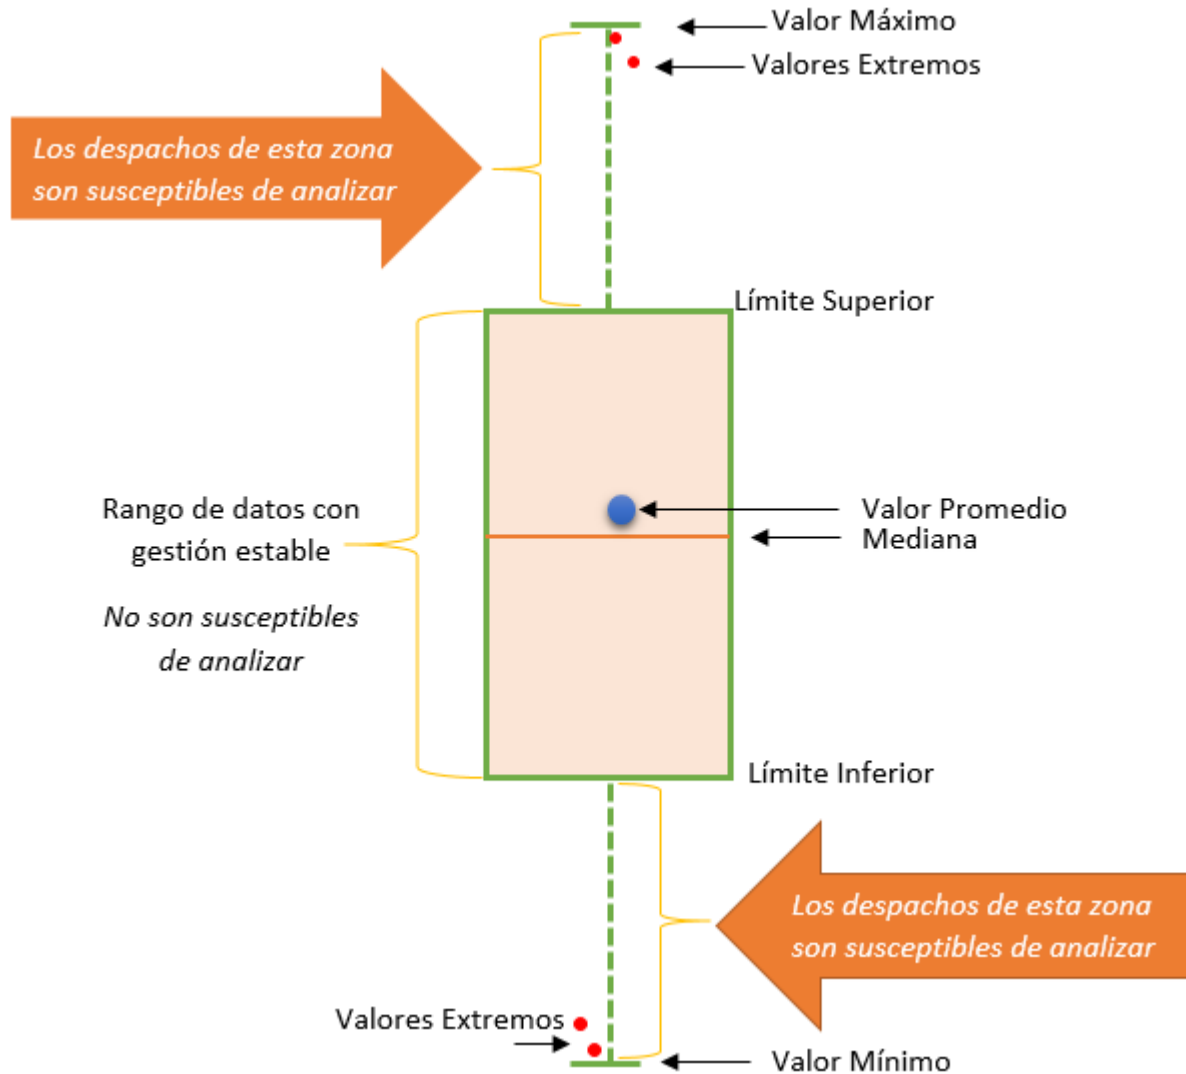 Valor Máximo
Valores Extremos
Los despachos de esta zona
son susceptibles de analizar
Límite Superior
Rango de datos con
gestión estable
No son susceptibles
de analizar
Valor Promedio
Mediana
Límite Inferior
Los despachos de esta zona
son susceptibles de analizar
Valores Extremos
Valor Mínimo